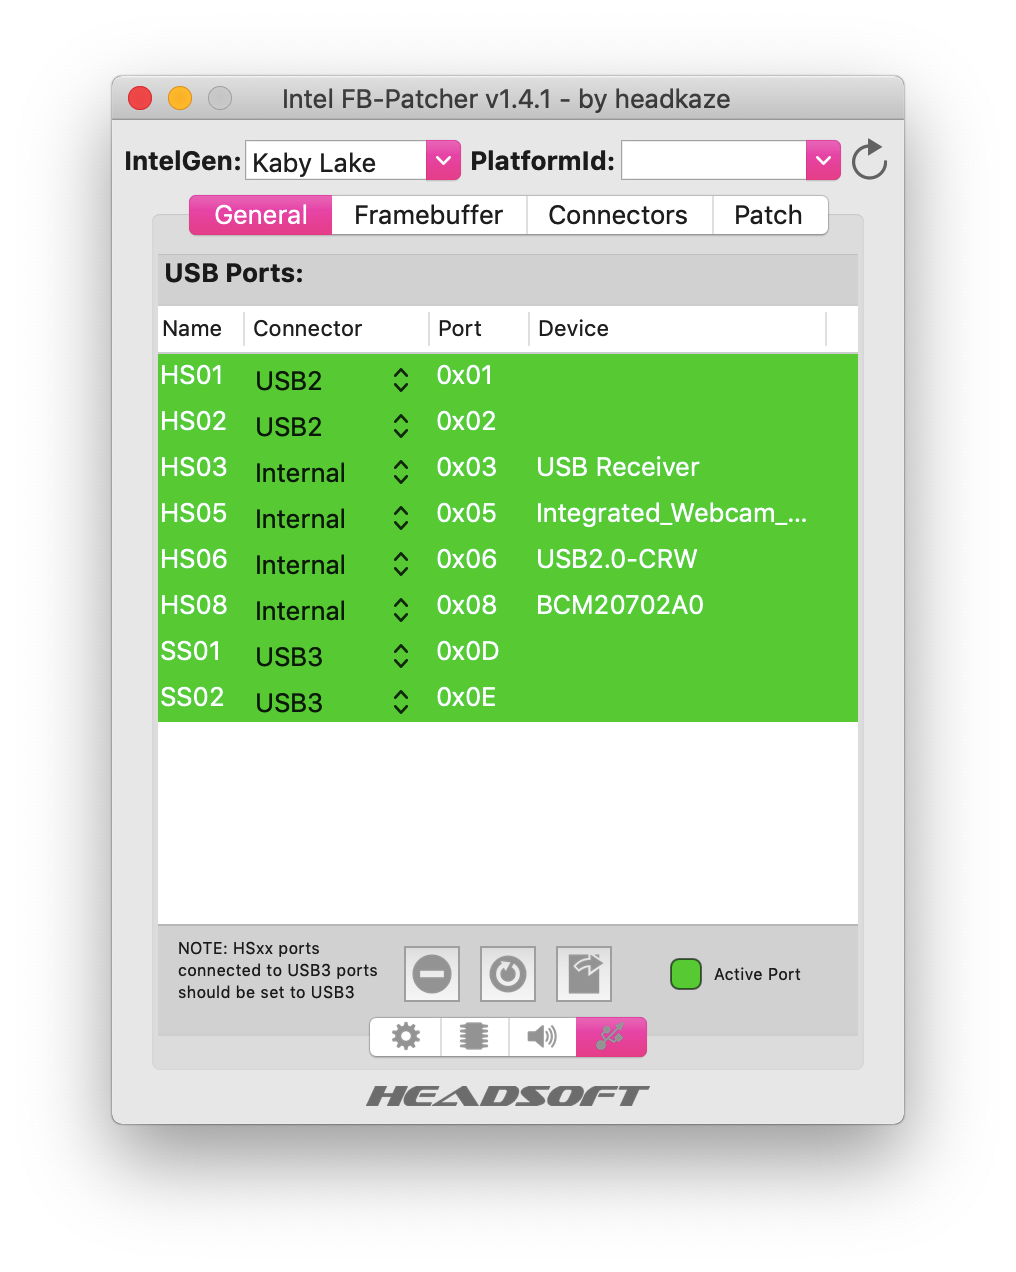 Intel FB-Patcher v1.4.1 - by headkaze
IntelGen: Kaby Lake PlatformId:
General Framebuffer Connectors Patch
USB Ports:
Name Connector Port Device
HS01 USB2 0x01
HS02 USB2 0x02
HS03 Internal 0x03 USB Receiver
HS05 Internal 0x05 Integrated_Webcam_...
HS06 Internal 0x06 USB2.0-CRW
HS08 Internal 0x08 BCM20702A0
SS01 USB3 0x0D
SS02 USB3 0x0E
NOTE: HSxx ports
connected to USB3 ports
should be set to USB3
Active Port
HEADSOFT